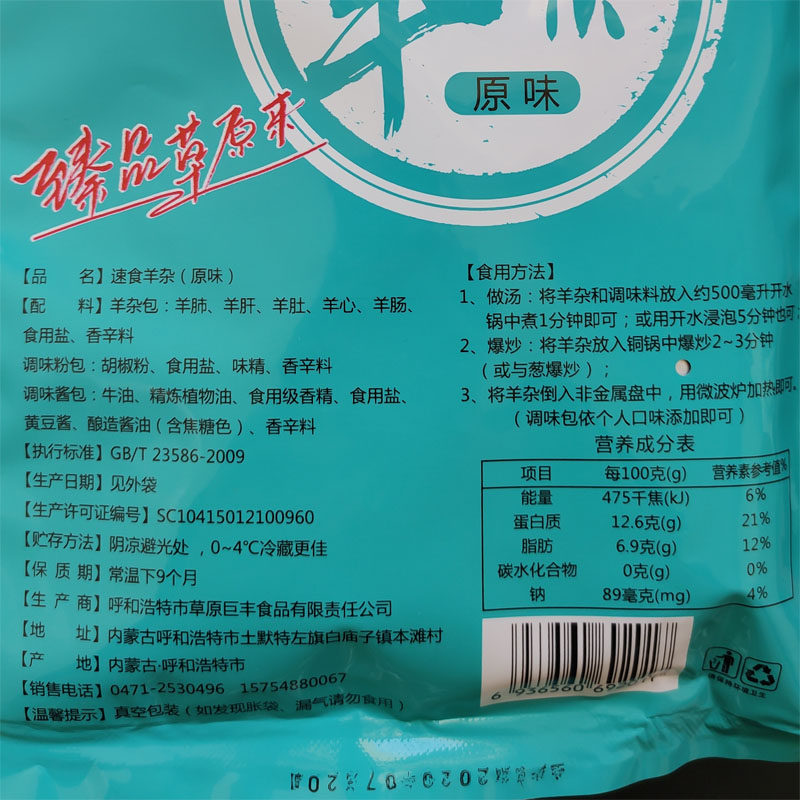 原味
臻品草原来
【品 名】速食羊杂（原味）
【配 料】羊杂包：羊肺、羊肝、羊肚、羊心、羊肠、
食用盐、香辛料
调味粉包：胡椒粉、食用盐、味精、香辛料
调味酱包：牛油、精炼植物油、食用级香精、食用盐、
黄豆酱、酿造酱油（含焦糖色）、香辛料
【执行标准】GB/T 23586-2009
【生产日期】见外袋
【生产许可证编号】SC10415012100960
【贮存方法】阴凉避光处，0~4℃冷藏更佳
【保 质 期】常温下9个月
【生 产 商】呼和浩特市草原巨丰食品有限责任公司
【地 址】内蒙古呼和浩特市土默特左旗白庙子镇本滩村
【产 地】内蒙古·呼和浩特市
【销售电话】0471-2530496 15754880067
【温馨提示】真空包装（如发现胀袋、漏气请勿食用）
【食用方法】
1、做汤：将羊杂和调味料放入约500毫升开水
锅中煮1分钟即可；或用开水浸泡5分钟也可；
2、爆炒：将羊杂放入铜锅中爆炒2~3分钟
（或与葱爆炒）；
3、将羊杂倒入非金属盘中，用微波炉加热即可。
（调味包依个人口味添加即可）
营养成分表
项目 每100克(g) 营养素参考值%
能量 475千焦(kJ) 6%
蛋白质 12.6克(g) 21%
脂肪 6.9克(g) 12%
碳水化合物 0克(g) 0%
钠 89毫克(mg) 4%
6 936560
请保持环境卫生